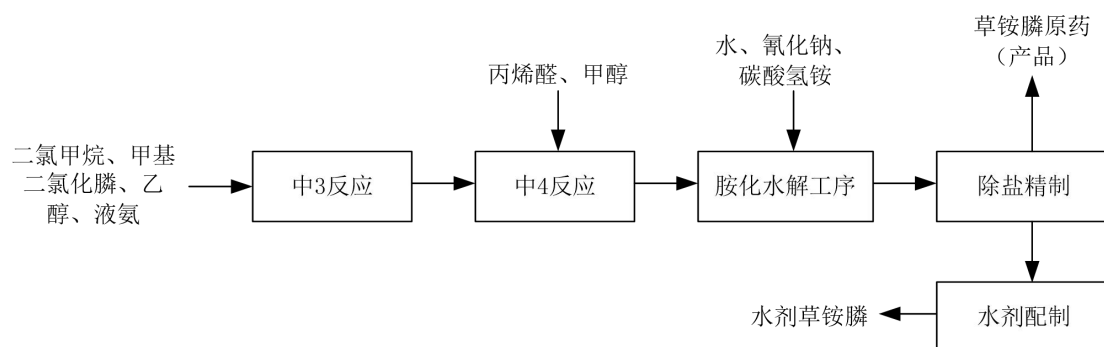 草铵膦原药
（产品）
水、氰化钠、
碳酸氢铵
丙烯醛、甲醇
二氯甲烷、甲基
二氯化膦、乙
醇、液氨
中3反应
中4反应
胺化水解工序
除盐精制
水剂草铵膦
水剂配制